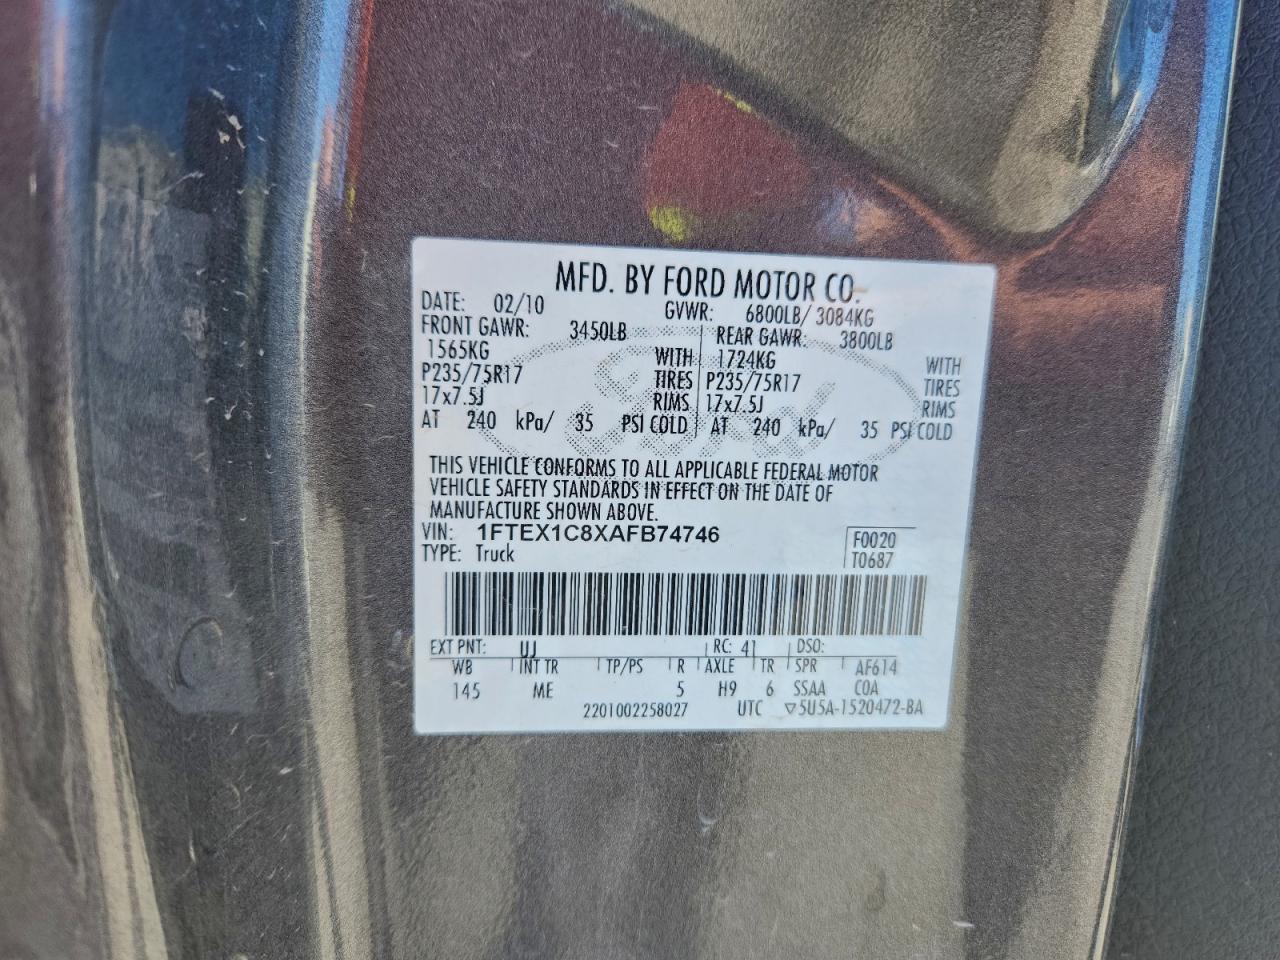 MFD. BY FORD MOTOR CO.
DATE: 02/10 GVWR: 6800LB/ 3084KG
FRONT GAWR: 3450LB REAR GAWR: 3800LB
1565KG WITH 1724KG WITH
P235/75R17 TIRES P235/75R17 TIRES
17x7.5J RIMS 17x7.5J RIMS
AT 240 kPa/ 35 PSI COLD AT 240 kPa/ 35 PSI COLD
Ford
THIS VEHICLE CONFORMS TO ALL APPLICABLE FEDERAL MOTOR
VEHICLE SAFETY STANDARDS IN EFFECT ON THE DATE OF
MANUFACTURE SHOWN ABOVE.
VIN: 1FTEX1C8XAFB74746 F0020
TYPE: Truck T0687
EXT PNT: UJ RC: 41 DSO:
WB INT TR TP/PS R AXLE TR SPR AF614
145 ME 5 H9 6 SSAA COA
2201002258027 UTC ▽5U5A-1520472-BA